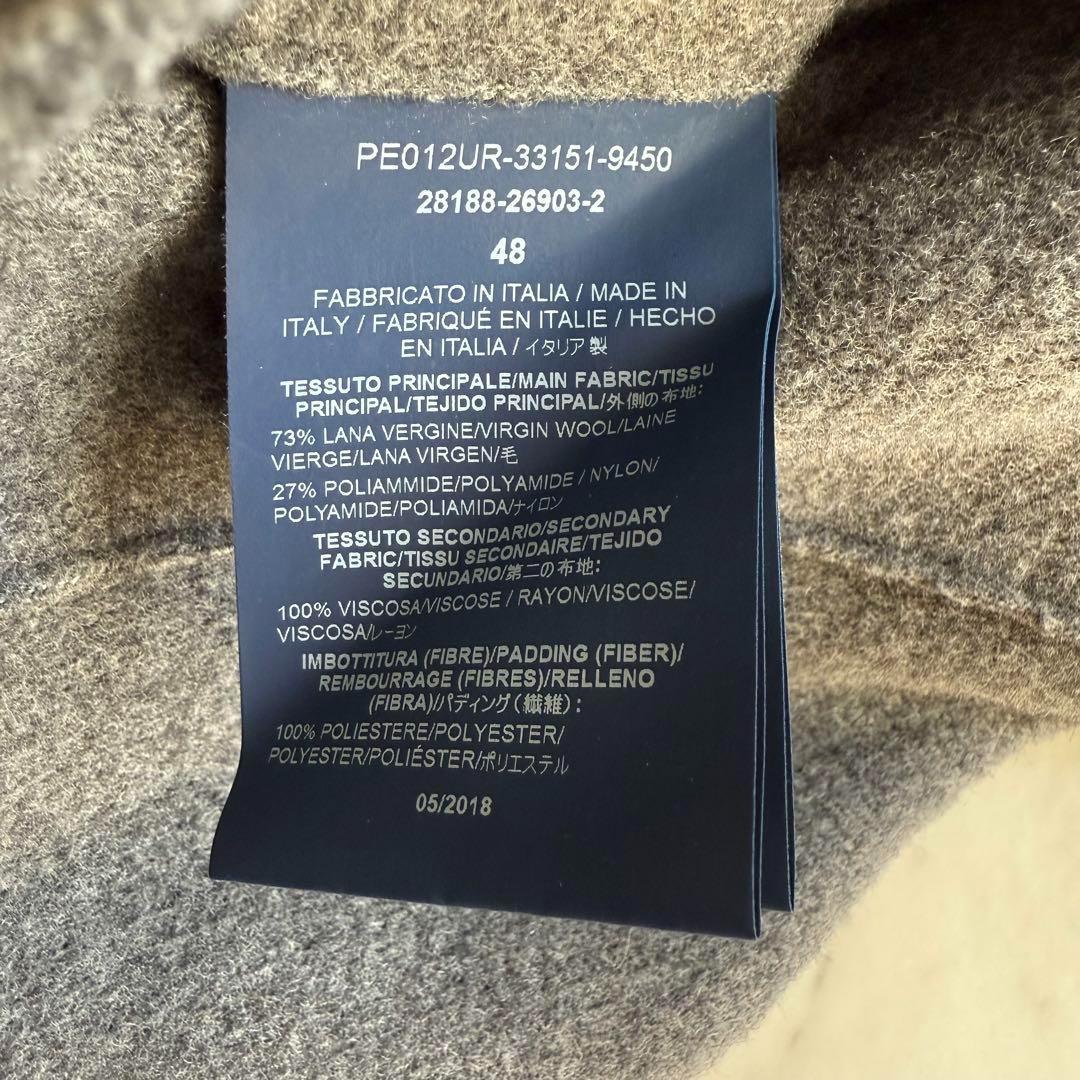 PE012UR-33151-9450
28188-26903-2
48
FABBRICATO IN ITALIA / MADE IN
ITALY / FABRIQUÉ EN ITALIE / HECHO
EN ITALIA / イタリア製
TESSUTO PRINCIPALE/MAIN FABRIC/TISSU
PRINCIPAL/TEJIDO PRINCIPAL/外側の布地:
73% LANA VERGINE/VIRGIN WOOL/LAINE
VIERGE/LANA VIRGEN/毛
27% POLIAMMIDE/POLYAMIDE / NYLON/
POLYAMIDE/POLIAMIDA/ナイロン
TESSUTO SECONDARIO/SECONDARY
FABRIC/TISSU SECONDAIRE/TEJIDO
SECUNDARIO/第二の布地:
100% VISCOSA/VISCOSE / RAYON/VISCOSE/
VISCOSA/レーヨン
IMBOTTITURA (FIBRE)/PADDING (FIBER)/
REMBOURRAGE (FIBRES)/RELLENO
(FIBRA)/パディング(繊維):
100% POLIESTERE/POLYESTER/
POLYESTER/POLIÉSTER/ポリエステル
05/2018